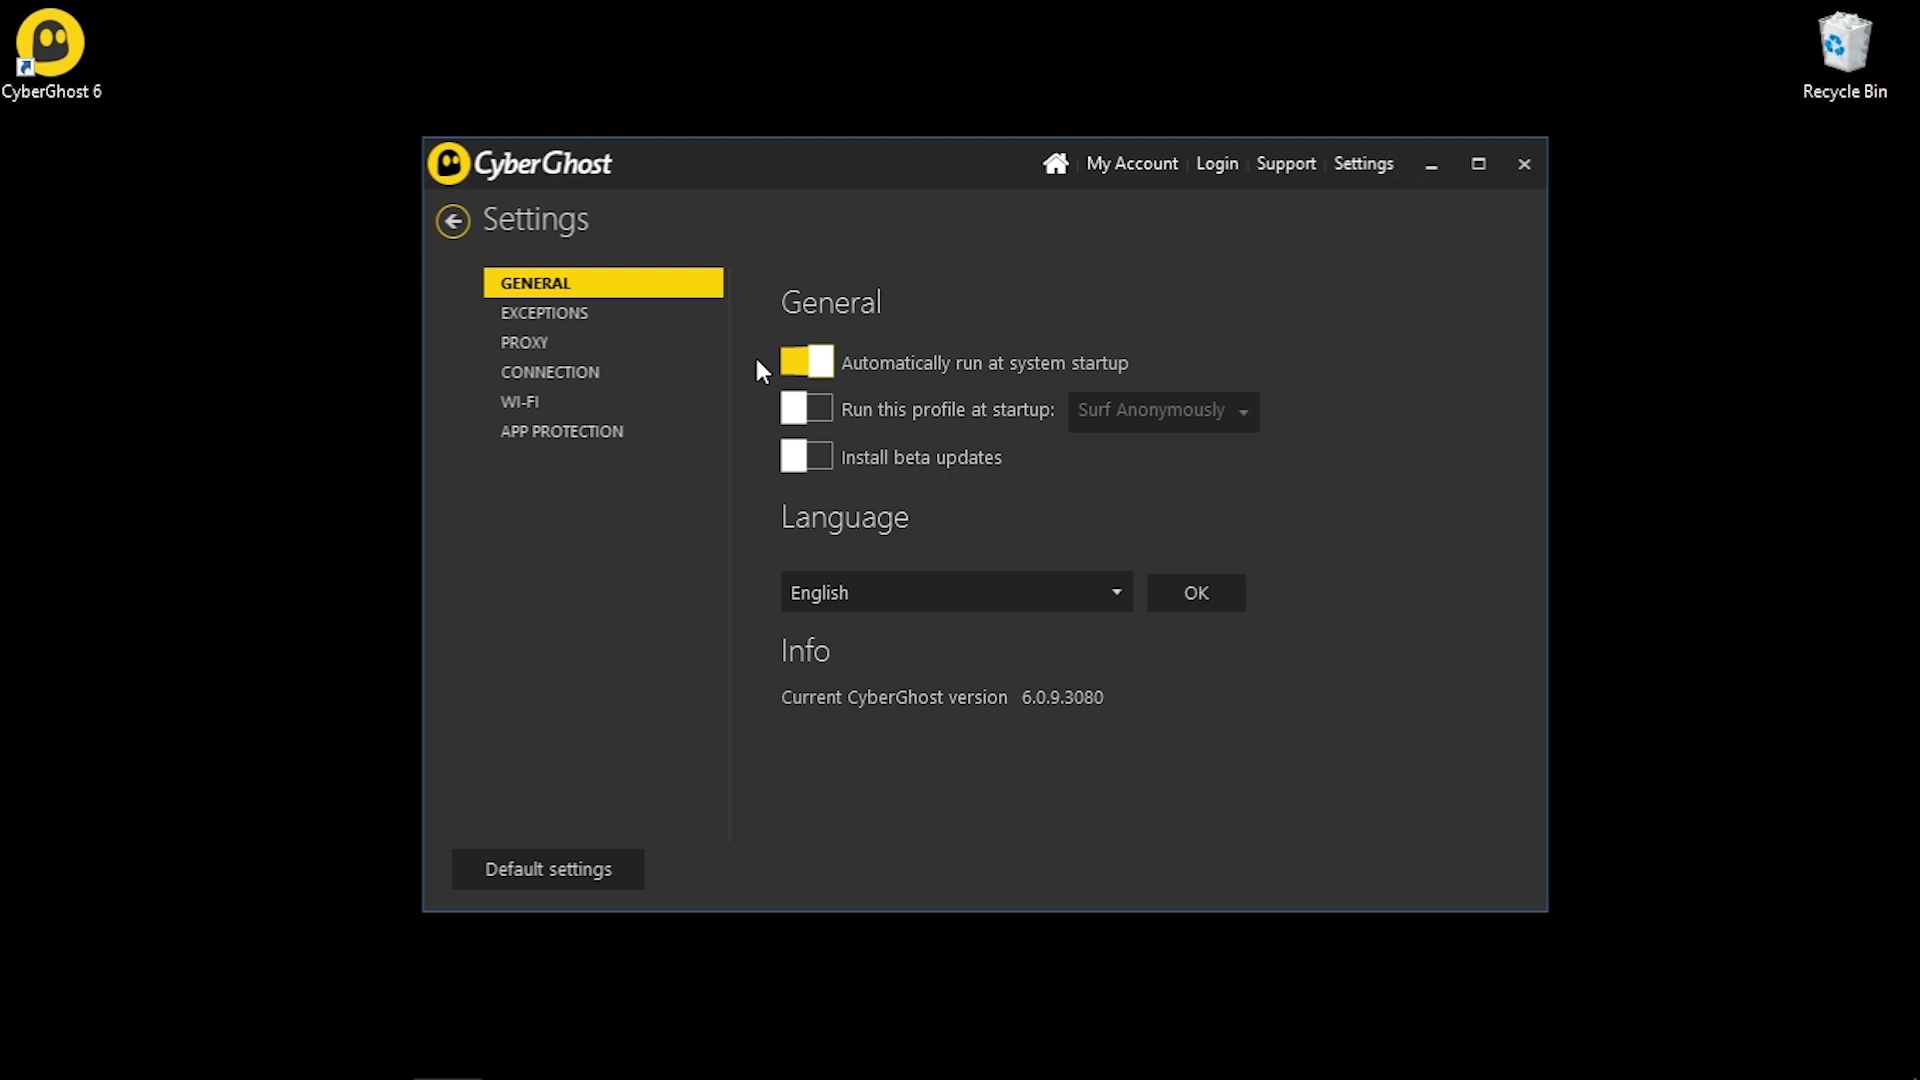 CyberGhost 6
Recycle Bin
CyberGhost
My Account Login Support Settings
Settings
GENERAL
EXCEPTIONS
PROXY
CONNECTION
WI-FI
APP PROTECTION
General
Automatically run at system startup
Run this profile at startup: Surf Anonymously
Install beta updates
Language
English OK
Info
Current CyberGhost version 6.0.9.3080
Default settings